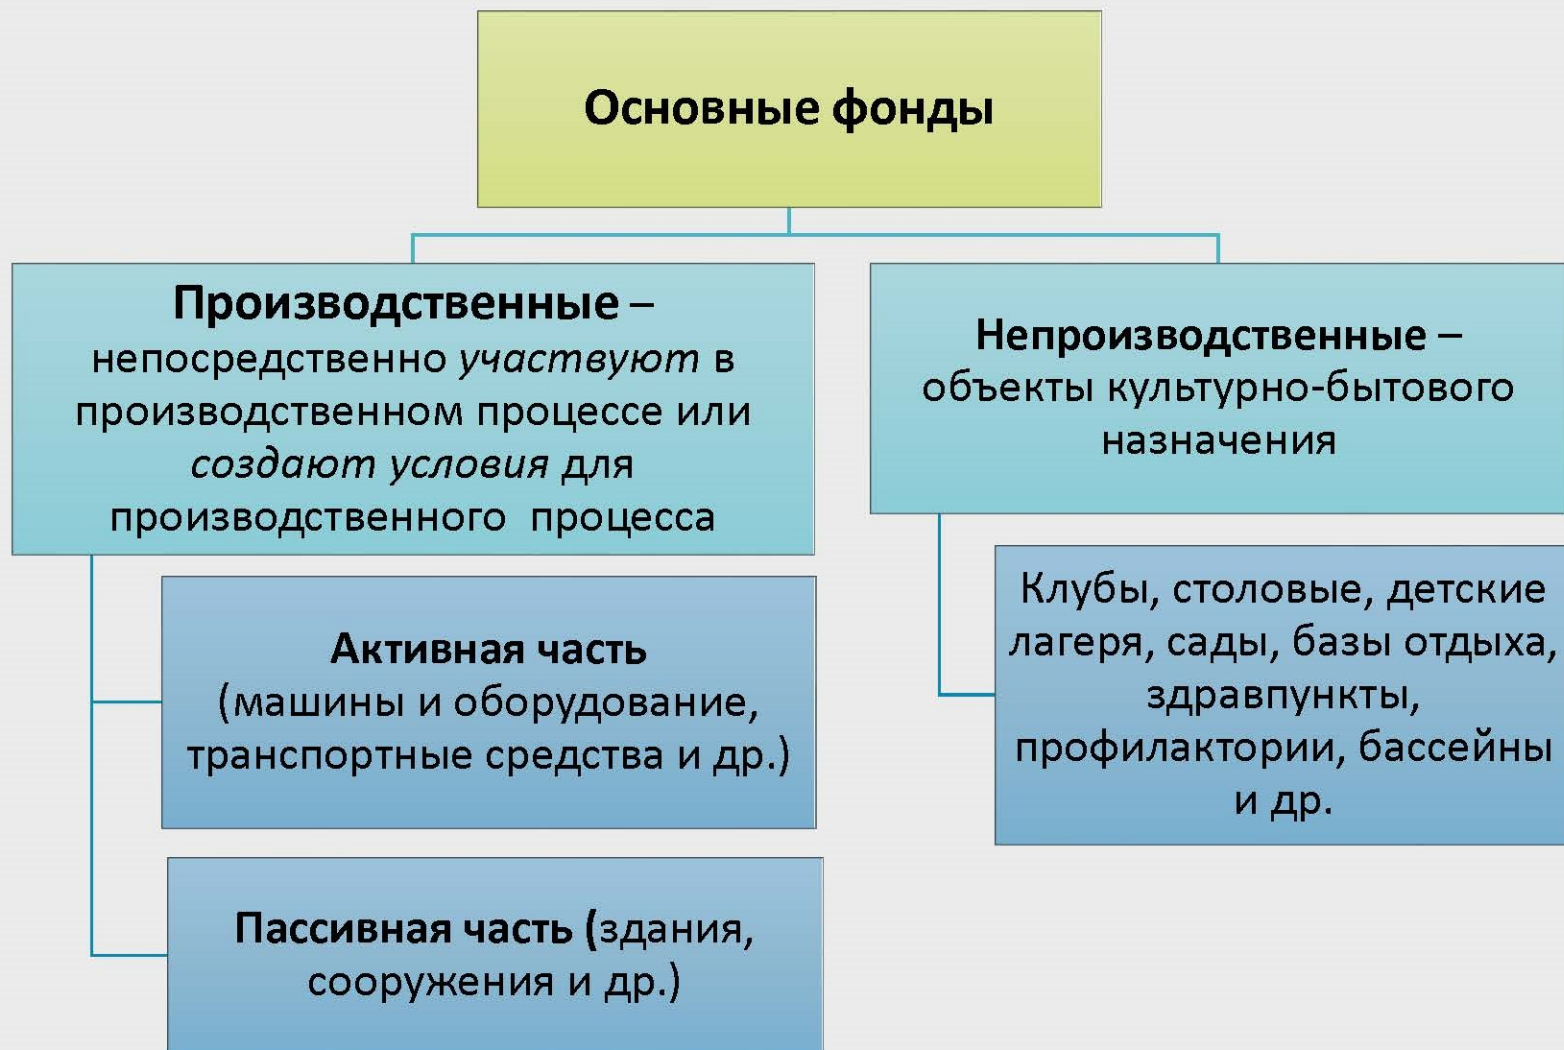 Основные фонды
Производственные –
непосредственно участвуют в
производственном процессе или
создают условия для
производственного процесса
Непроизводственные –
объекты культурно-бытового
назначения
Активная часть
(машины и оборудование,
транспортные средства и др.)
Пассивная часть (здания,
сооружения и др.)
Клубы, столовые, детские
лагеря, сады, базы отдыха,
здравпункты,
профилактории, бассейны
и др.